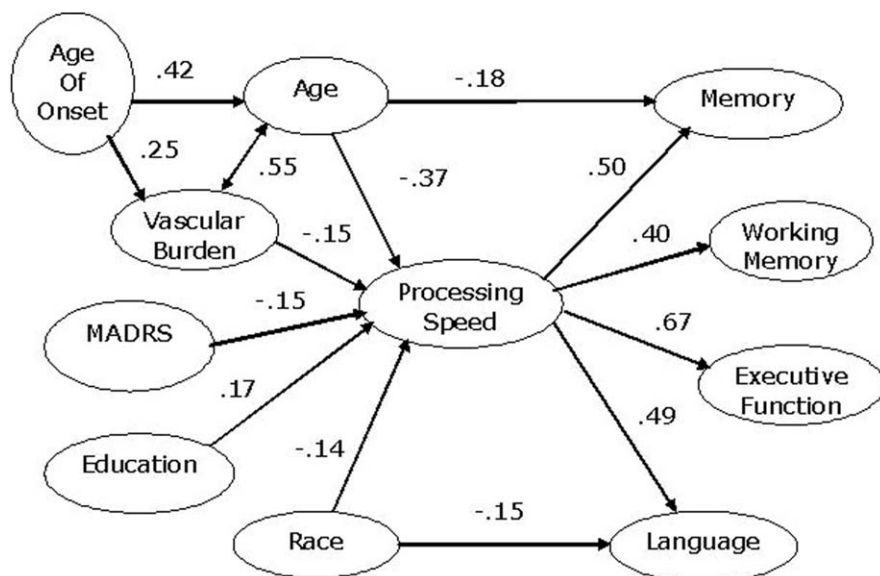 Age
Of
Onset
.42
Age
-.18
Memory
.25
.55
-.37
.50
Vascular
Burden
-.15
.40
Working
Memory
Processing
Speed
-.15
MADRS
.67
Executive
Function
.17
.49
Education
-.14
-.15
Race
Language